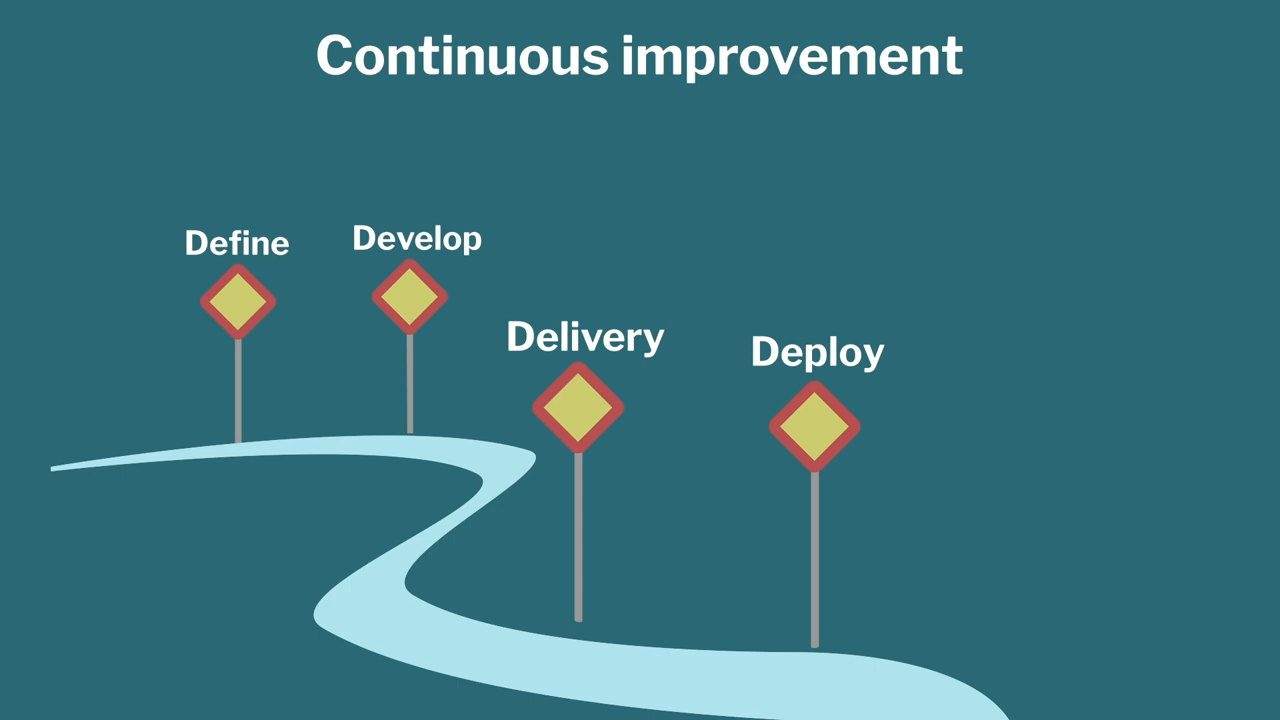 Continuous improvement
Define
Develop
Delivery
Deploy